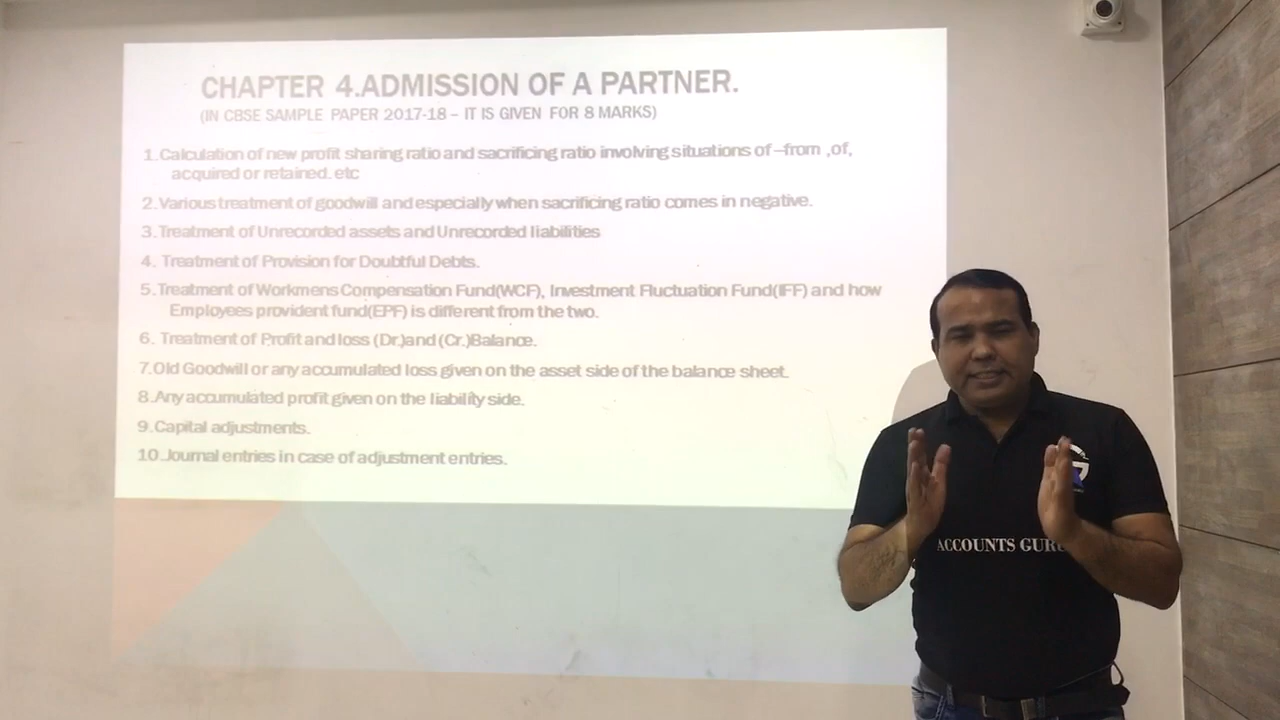 CHAPTER 4.ADMISSION OF A PARTNER.
(IN CBSE SAMPLE PAPER 2017-18 – IT IS GIVEN FOR 8 MARKS)
1.Calculation of new profit sharing ratio and sacrificing ratio involving situations of –from ,of,
acquired or retained. etc
2.Various treatment of goodwill and especially when sacrificing ratio comes in negative.
3.Treatment of Unrecorded assets and Unrecorded liabilities
4. Treatment of Provision for Doubtful Debts.
5.Treatment of Workmens Compensation Fund(WCF), Investment Fluctuation Fund(IFF) and how
Employees provident fund(EPF) is different from the two.
6. Treatment of Profit and loss (Dr.)and (Cr.)Balance.
7.Old Goodwill or any accumulated loss given on the asset side of the balance sheet.
8.Any accumulated profit given on the liability side.
9.Capital adjustments.
10.Journal entries in case of adjustment entries.
ACCOUNTS GURU